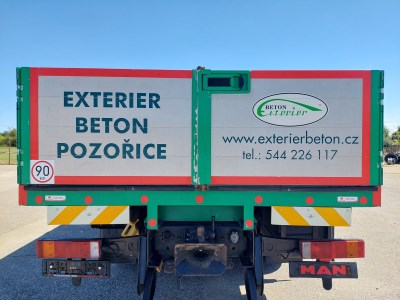 EXTERIER
BETON
POZOŘICE
BETON
Exterier
www.exterierbeton.cz
tel.: 544 226 117
90
MAN